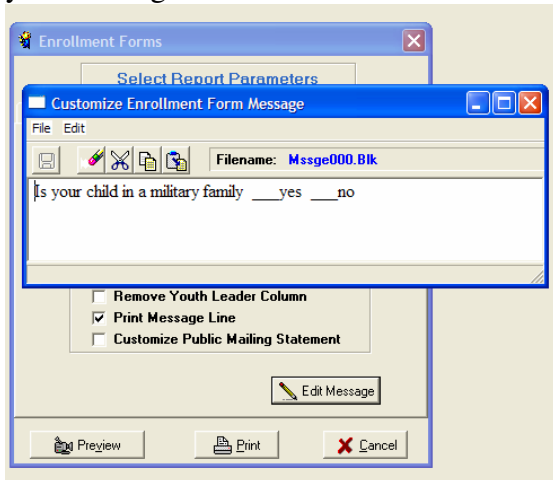 Enrollment Forms
Select Report Parameters
Customize Enrollment Form Message
File Edit
Filename: Mssge000.Blk
Is your child in a military family ___yes ___no
Remove Youth Leader Column
Print Message Line
Customize Public Mailing Statement
Edit Message
Preview Print Cancel